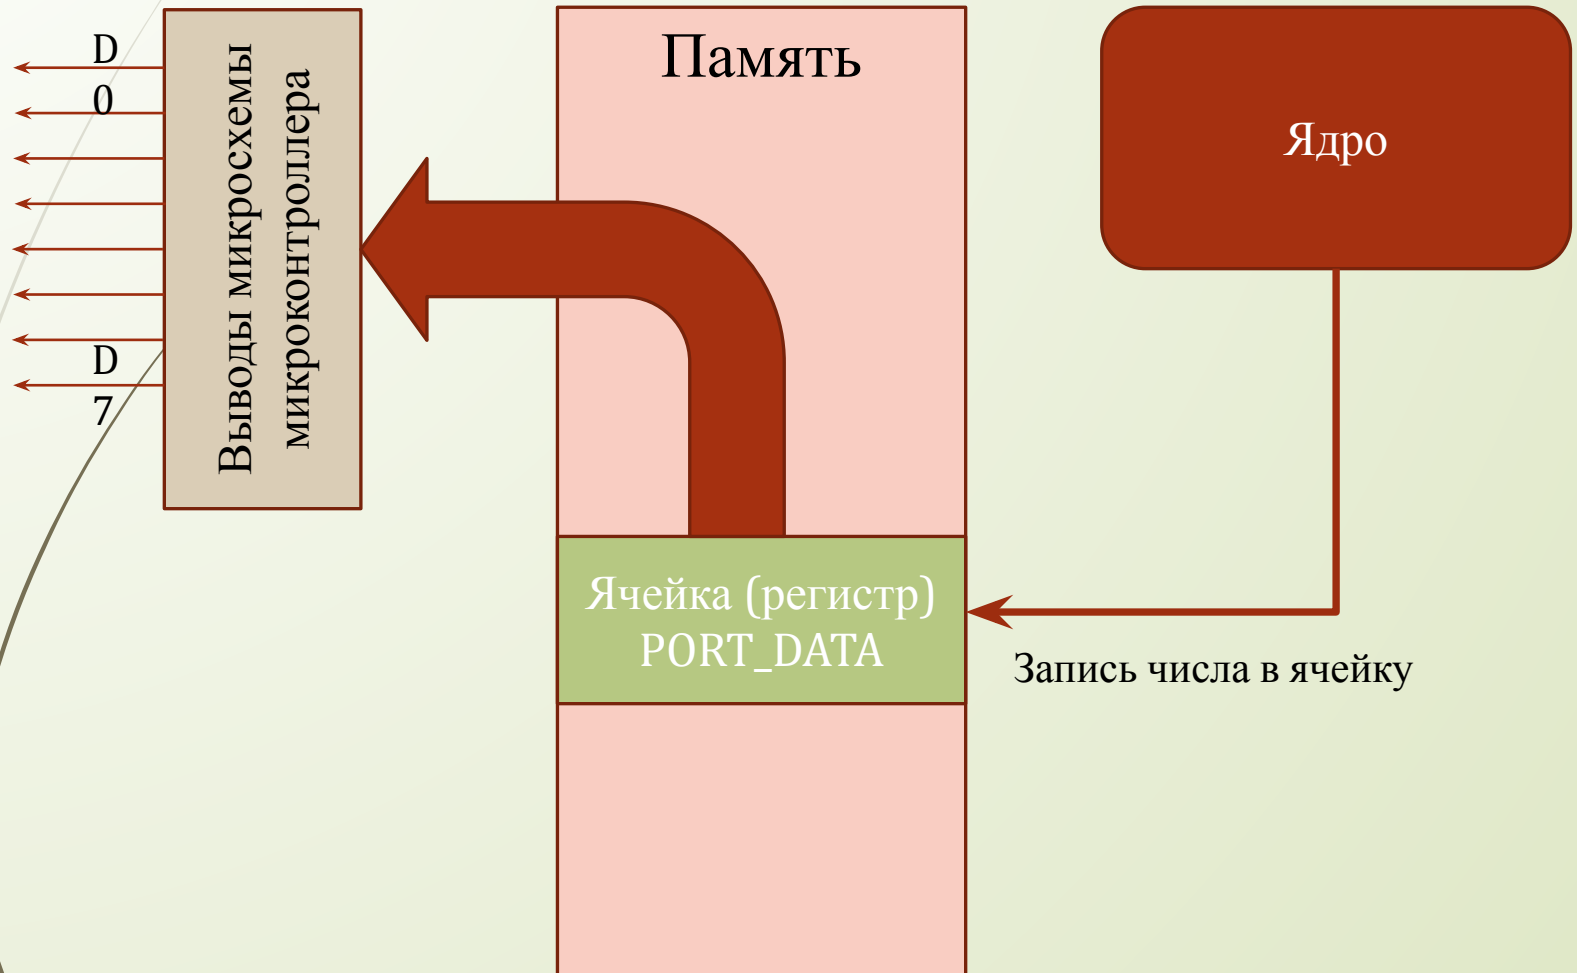 D
0
D
7
Выводы микросхемы
микроконтроллера
Память
Ядро
Ячейка (регистр)
PORT_DATA
Запись числа в ячейку